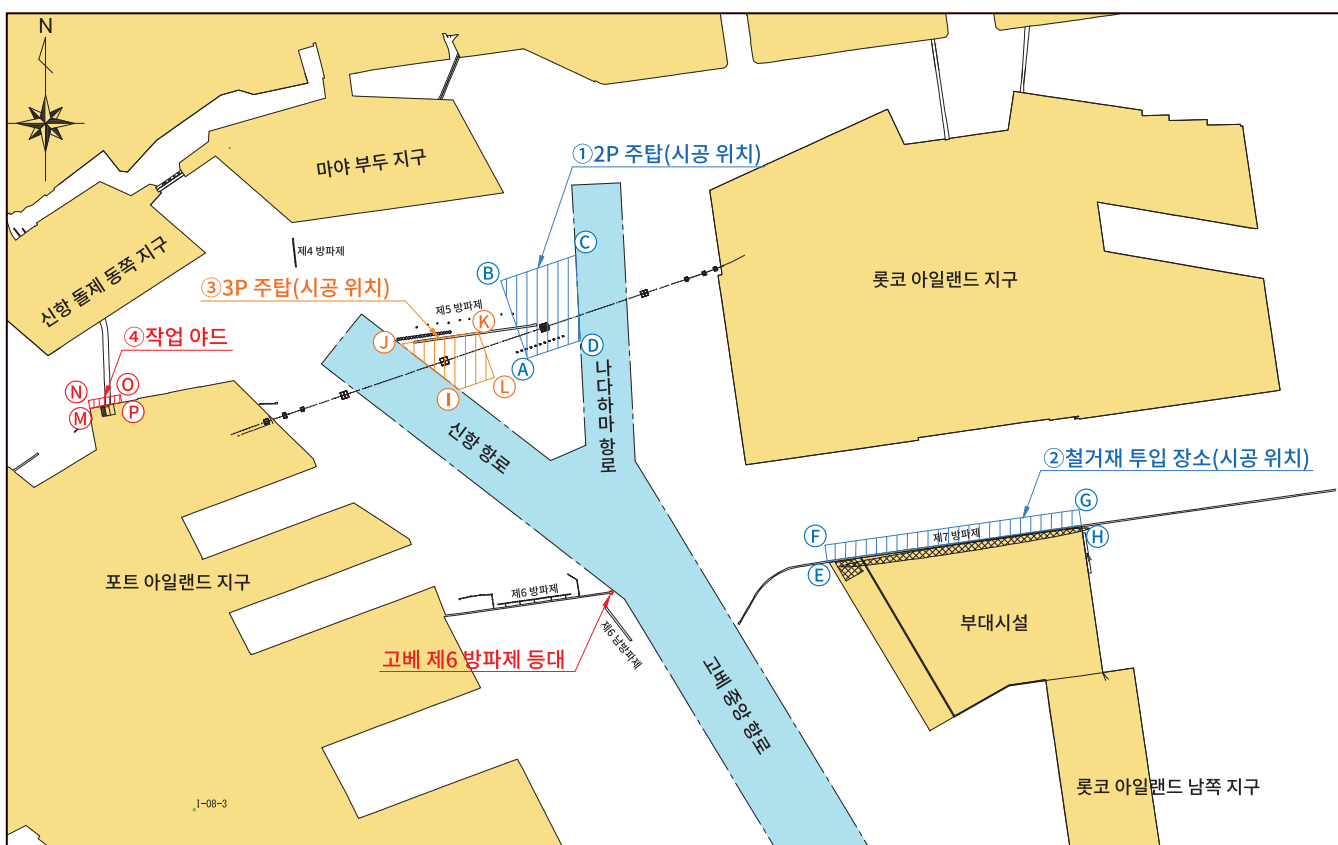 N
마야 부두 지구
①2P 주탑(시공 위치)
신항 돌제 동쪽 지구
제4 방파제
C
B
③3P 주탑(시공 위치)
제5 방파제
K
J
롯코 아일랜드 지구
④작업 야드
D
A
L
I
N
O
M
P
나다하마 항로
신항 항로
②철거재 투입 장소(시공 위치)
G
F
제7 방파제
H
E
포트 아일랜드 지구
제6 방파제
제6 남방파제
부대시설
고베 제6 방파제 등대
고베 중앙 항로
롯코 아일랜드 남쪽 지구
I-08-3